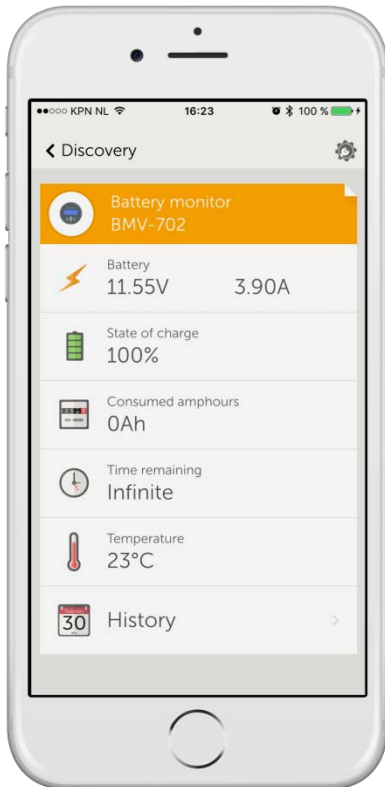 KPN NL 16:23 100 %
Discovery
Battery monitor
BMV-702
Battery
11.55V 3.90A
State of charge
100%
Consumed amphours
0Ah
Time remaining
Infinite
Temperature
23°C
30 History